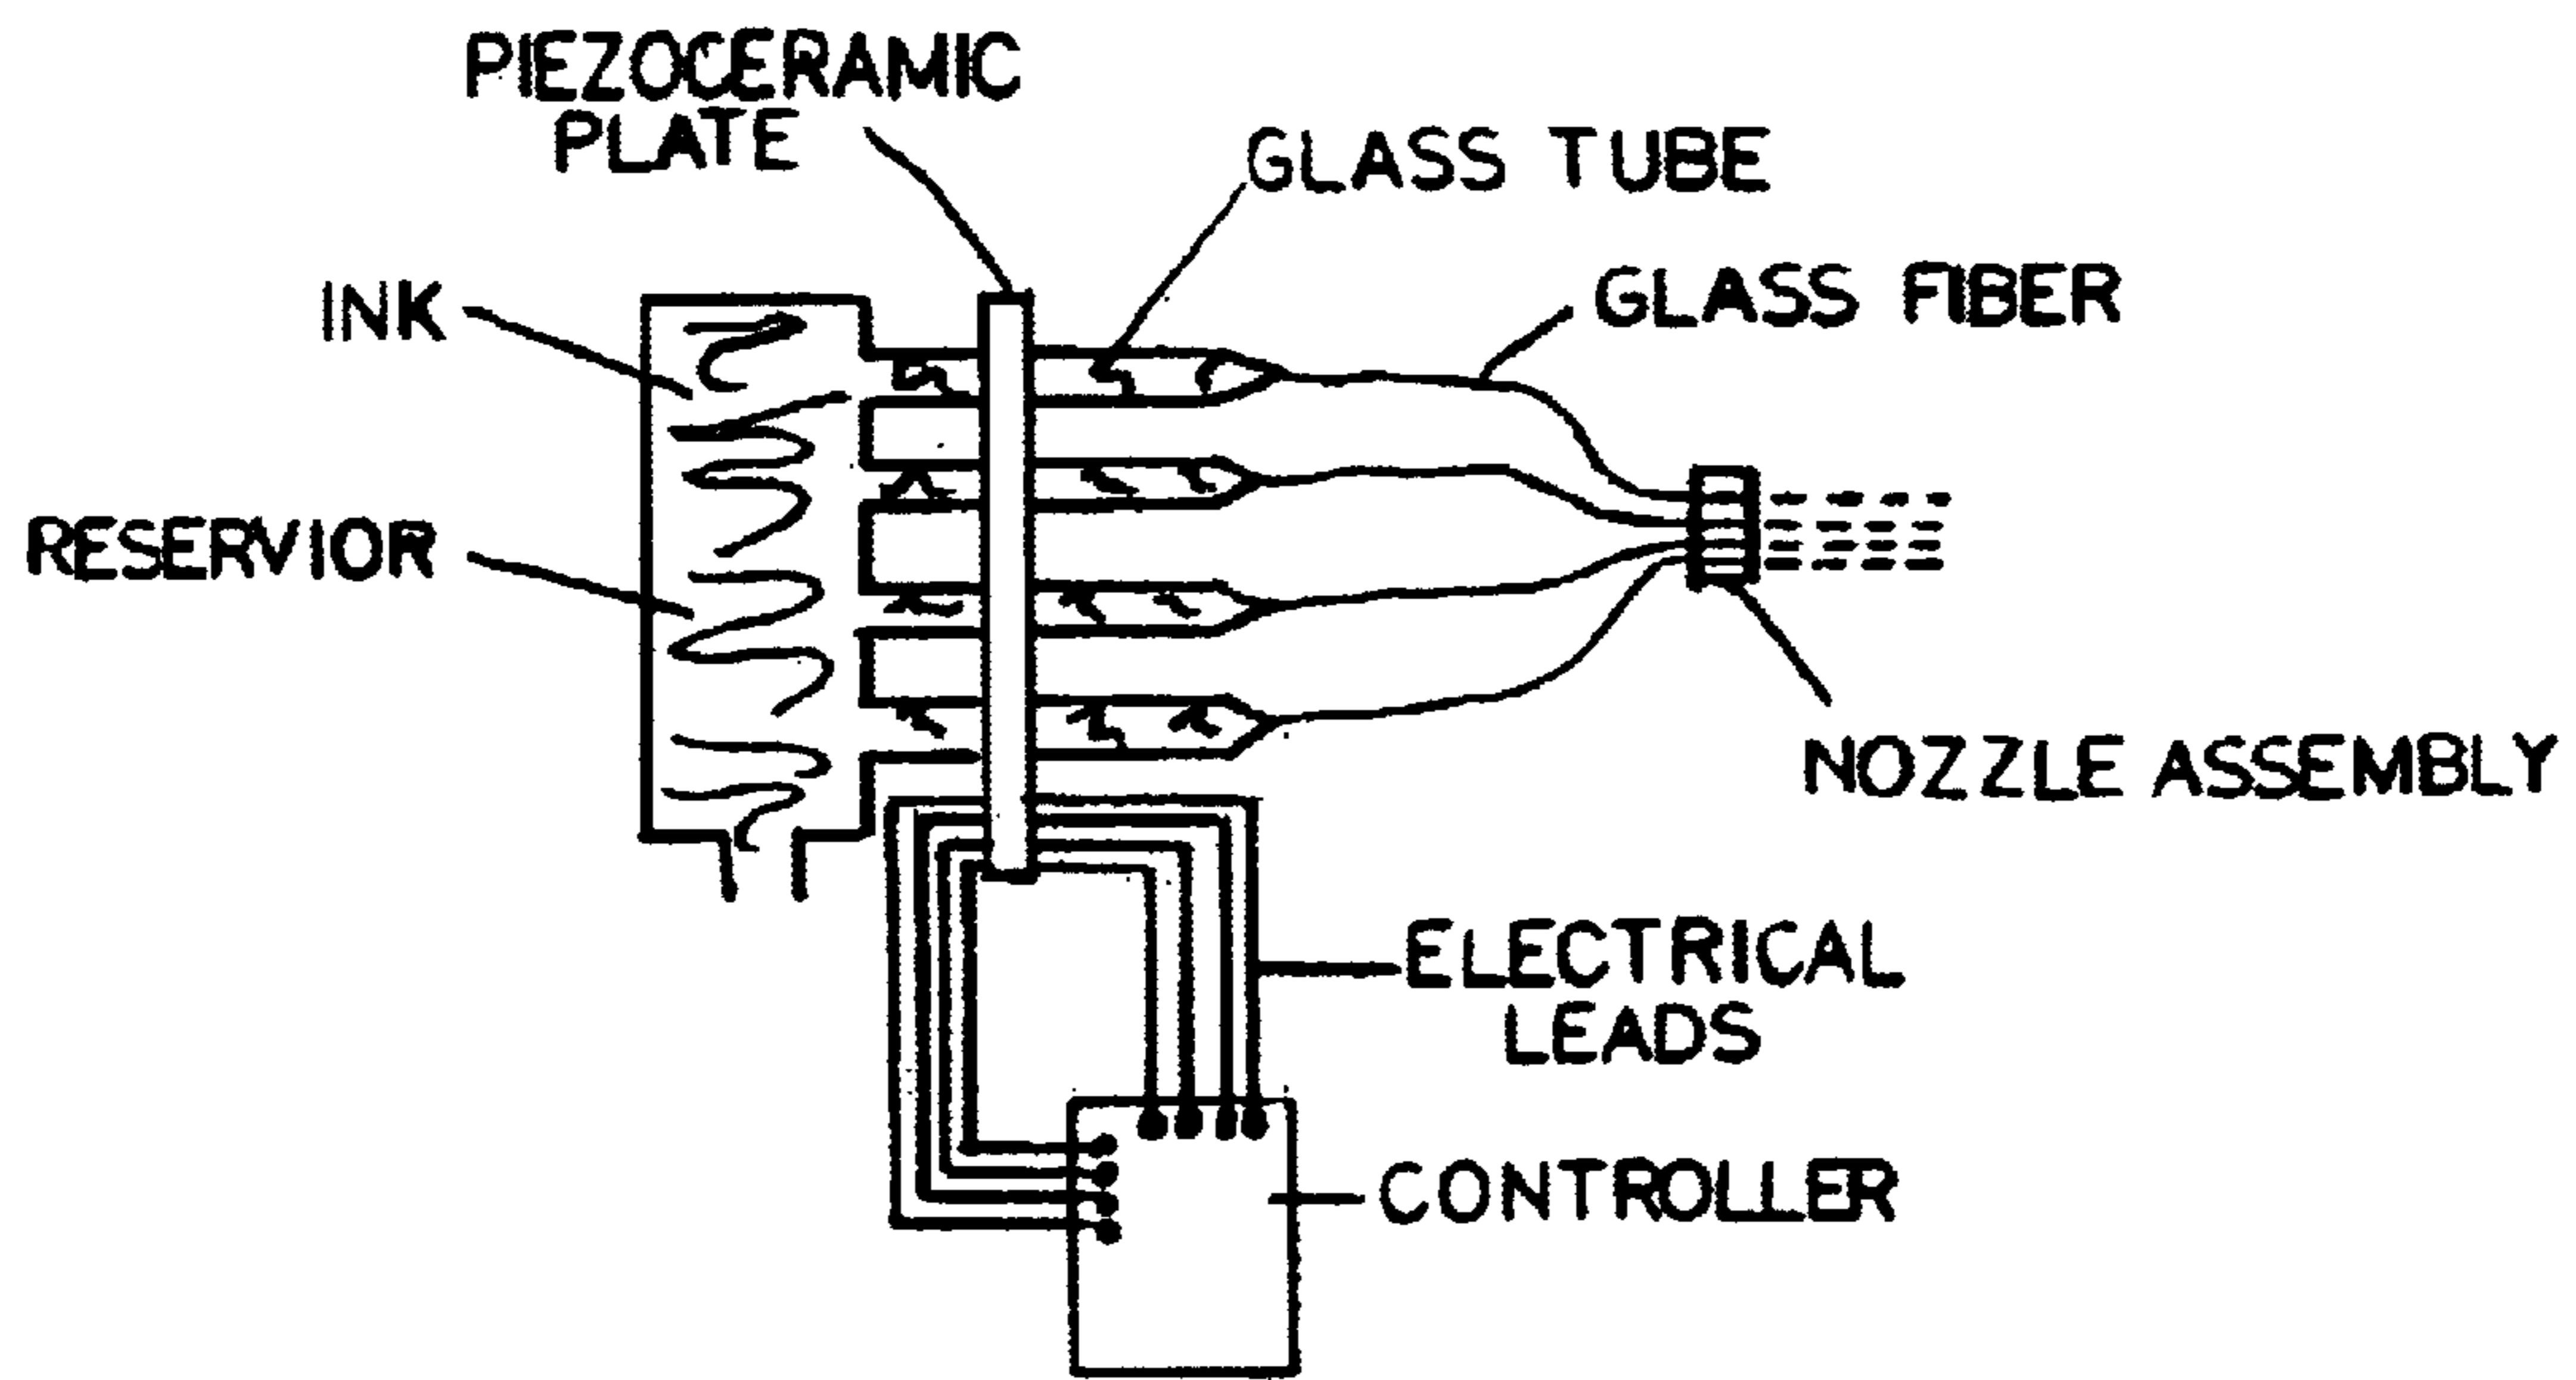 PIEZOCERAMIC
PLATE
GLASS TUBE
GLASS FIBER
INK
RESERVIOR
NOZZLE ASSEMBLY
ELECTRICAL
LEADS
CONTROLLER